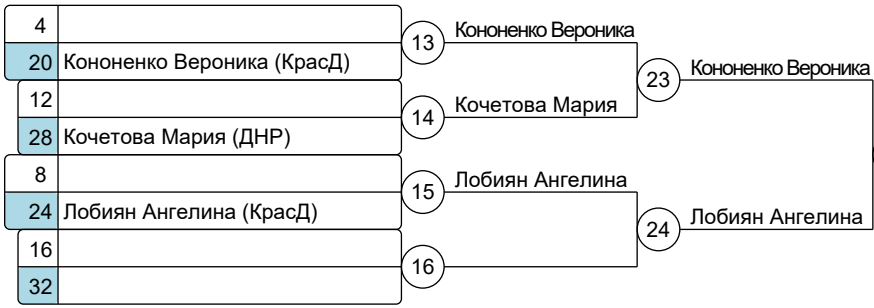 4
20 Кононенко Вероника (КрасД)
12
28 Кочетова Мария (ДНР)
8
24 Лобиян Ангелина (КрасД)
16
32
13 Кононенко Вероника
14 Кочетова Мария
15 Лобиян Ангелина
16
23 Кононенко Вероника
24 Лобиян Ангелина